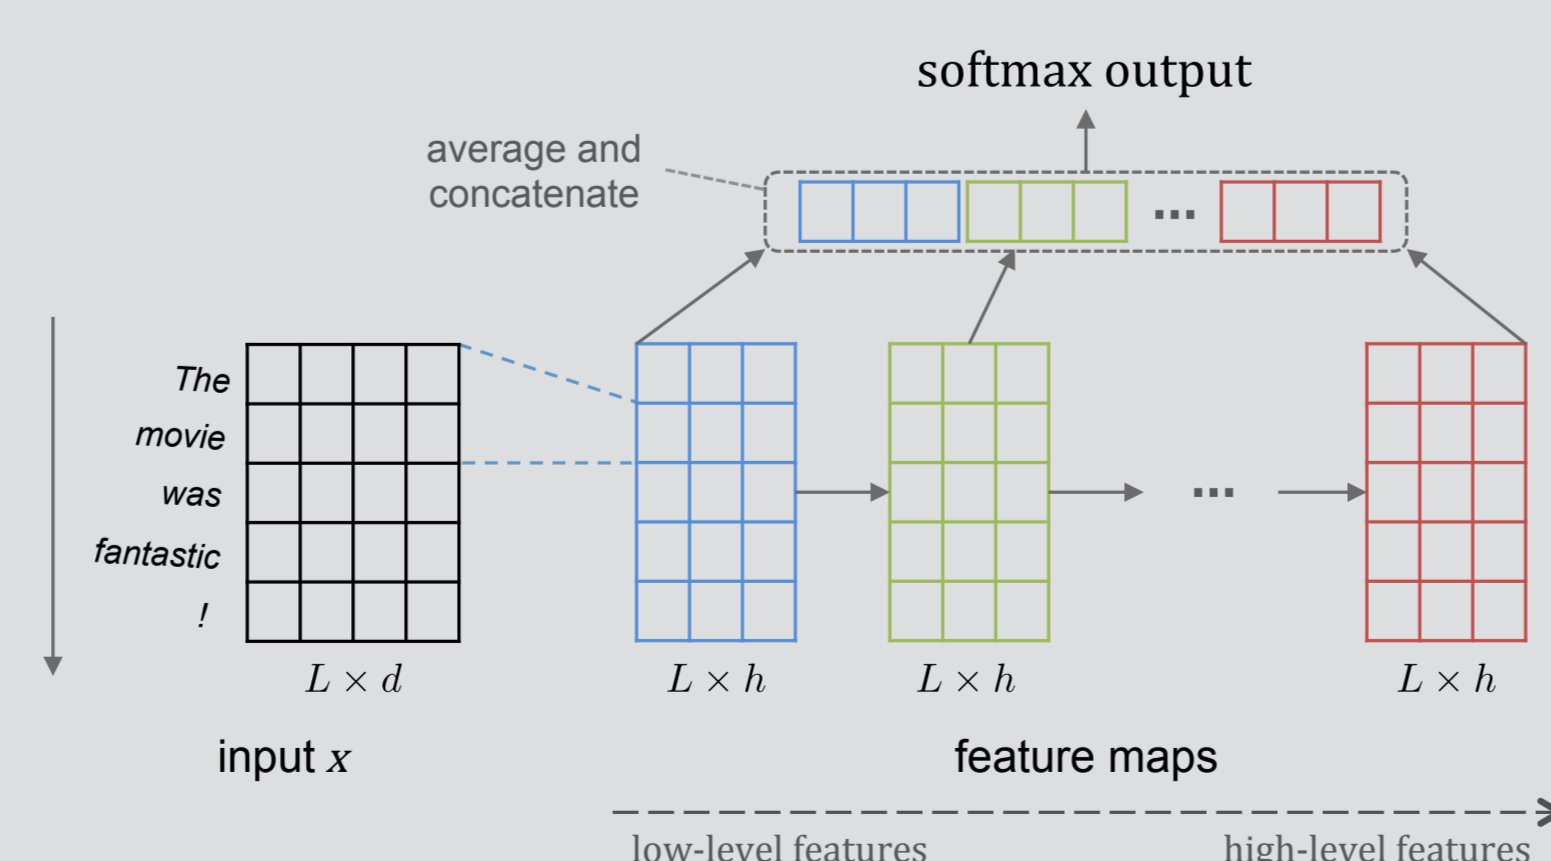 softmax output
average and
concatenate
...
The
movie
was
fantastic
!
...
L × d
L × h
L × h
L × h
input x
feature maps
low-level features
high-level features